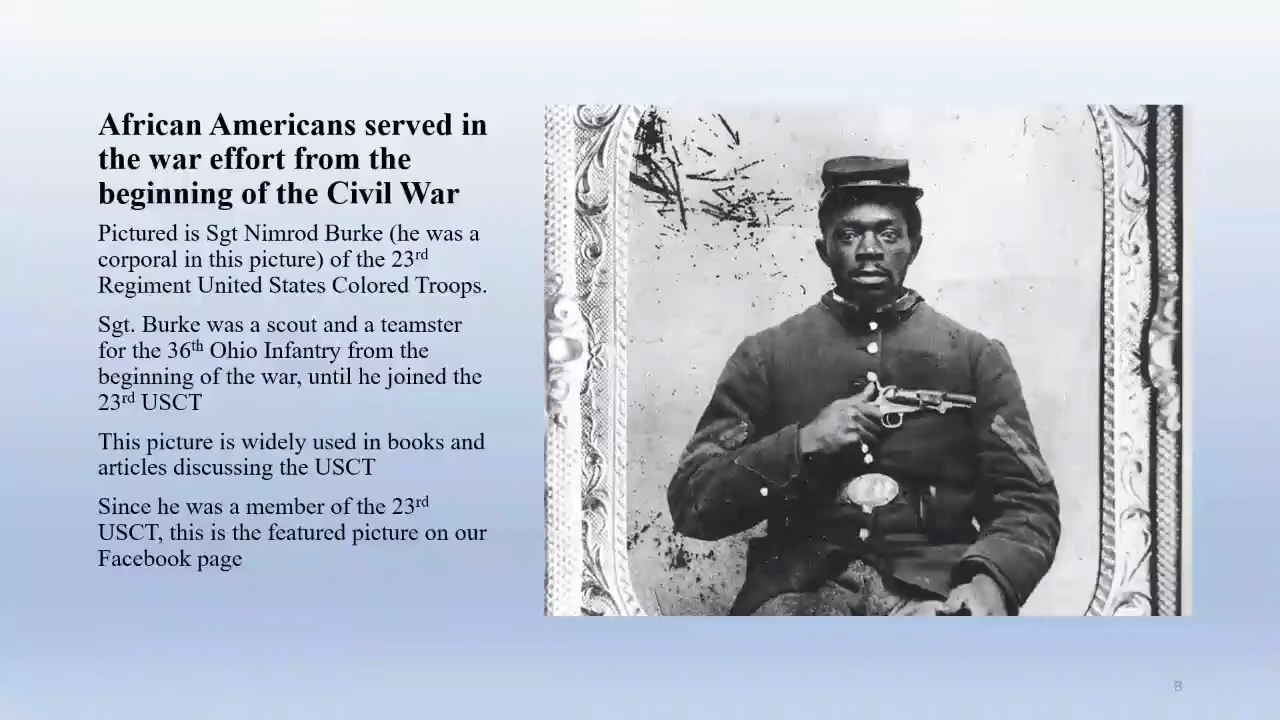 African Americans served in
the war effort from the
beginning of the Civil War
Pictured is Sgt Nimrod Burke (he was a
corporal in this picture) of the 23rd
Regiment United States Colored Troops.
Sgt. Burke was a scout and a teamster
for the 36th Ohio Infantry from the
beginning of the war, until he joined the
23rd USCT
This picture is widely used in books and
articles discussing the USCT
Since he was a member of the 23rd
USCT, this is the featured picture on our
Facebook page
8